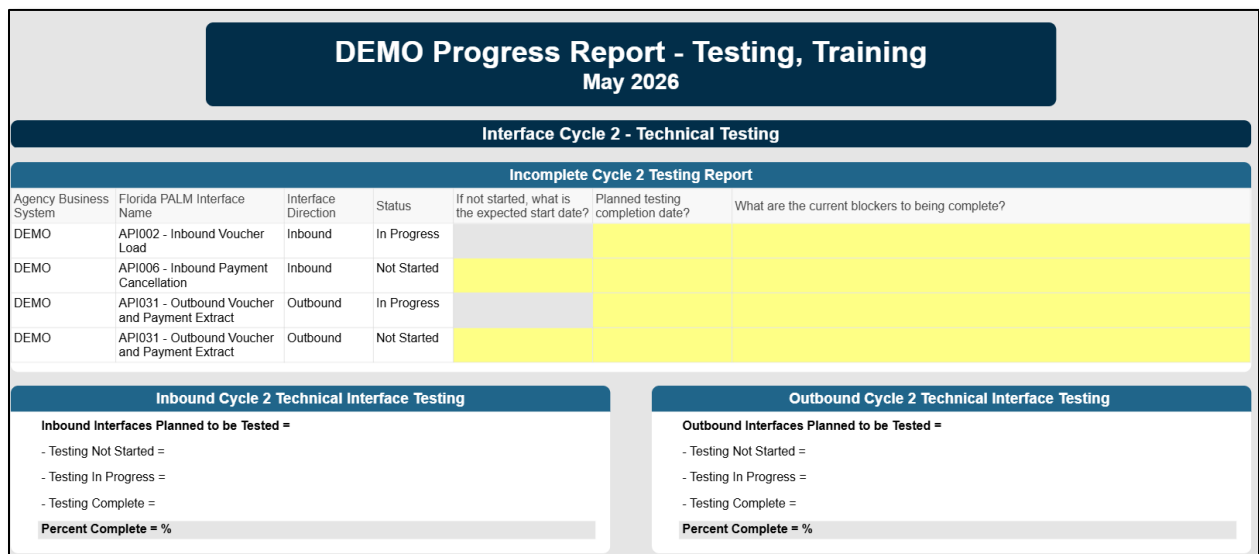 DEMO Progress Report - Testing, Training
May 2026
Interface Cycle 2 - Technical Testing
Incomplete Cycle 2 Testing Report
Agency Business System Florida PALM Interface Name Interface Direction Status If not started, what is the expected start date? Planned testing completion date? What are the current blockers to being complete?
DEMO API002 - Inbound Voucher Load Inbound In Progress
DEMO API006 - Inbound Payment Cancellation Inbound Not Started
DEMO API031 - Outbound Voucher and Payment Extract Outbound In Progress
DEMO API031 - Outbound Voucher and Payment Extract Outbound Not Started
Inbound Cycle 2 Technical Interface Testing
Inbound Interfaces Planned to be Tested =
- Testing Not Started =
- Testing In Progress =
- Testing Complete =
Percent Complete = %
Outbound Cycle 2 Technical Interface Testing
Outbound Interfaces Planned to be Tested =
- Testing Not Started =
- Testing In Progress =
- Testing Complete =
Percent Complete = %